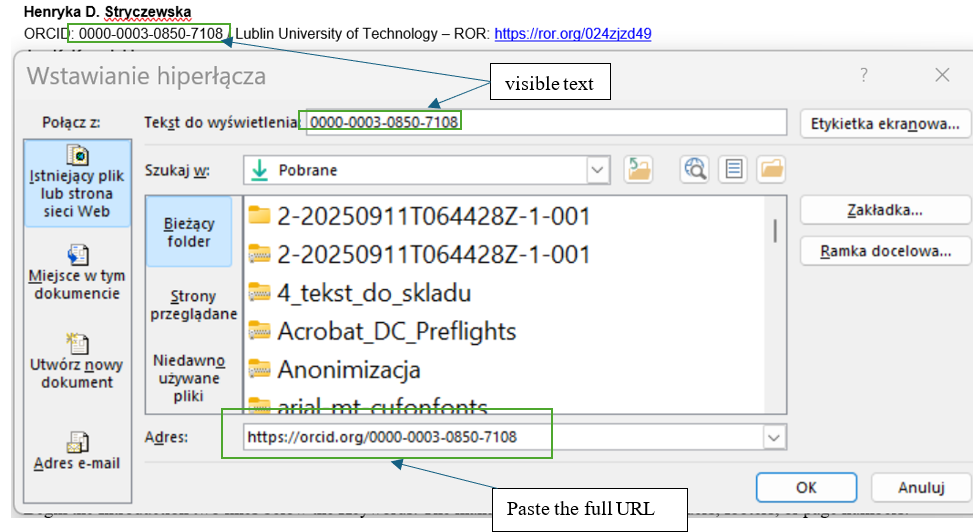 Henryka D. Stryczewska
ORCID: 0000-0003-0850-7108 , Lublin University of Technology – ROR: https://ror.org/024zjzd49
Wstawianie hiperłącza
?
visible text
Połącz z:
Tekst do wyświetlenia: 0000-0003-0850-7108
Etykietka ekranowa...
Istniejący plik
lub strona
sieci Web
Szukaj w:
Pobrane
Bieżący
folder
2-20250911T064428Z-1-001
2-20250911T064428Z-1-001
4_tekst_do_skladu
Acrobat_DC_Preflights
Anonimizacja
arial-mt-cufonfonts
Zakładka...
Ramka docelowa...
Miejsce w tym
dokumencie
Strony
przeglądane
Utwórz nowy
dokument
Niedawno
używane
pliki
Adres e-mail
Adres:
https://orcid.org/0000-0003-0850-7108
OK
Anuluj
Paste the full URL